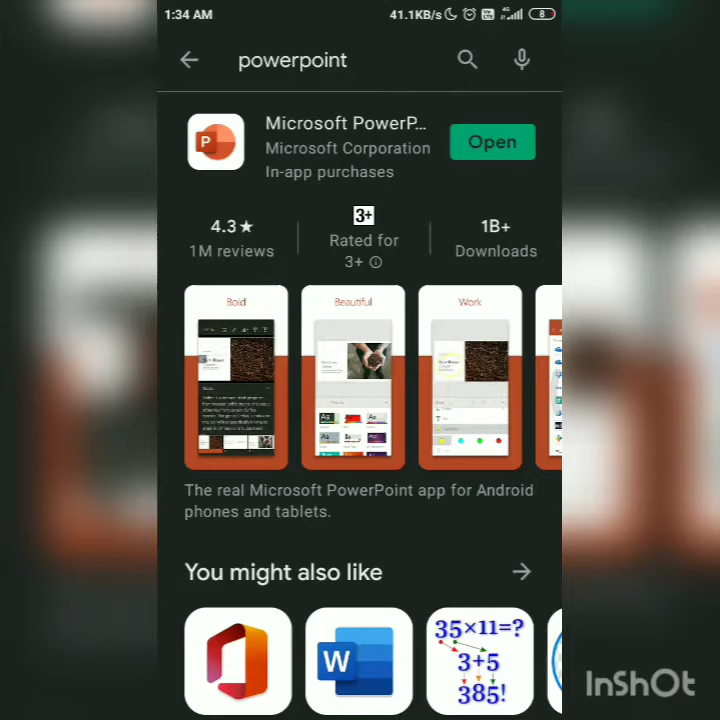 1:34 AM 41.1KB/s 4G 8
powerpoint
P
Microsoft PowerP...
Microsoft Corporation
In-app purchases
Open
4.3★
1M reviews
3+
Rated for
3+
1B+
Downloads
Bold
Beautiful
Work
The real Microsoft PowerPoint app for Android
phones and tablets.
You might also like
W
35×11=?
3+5
385!
InShOt